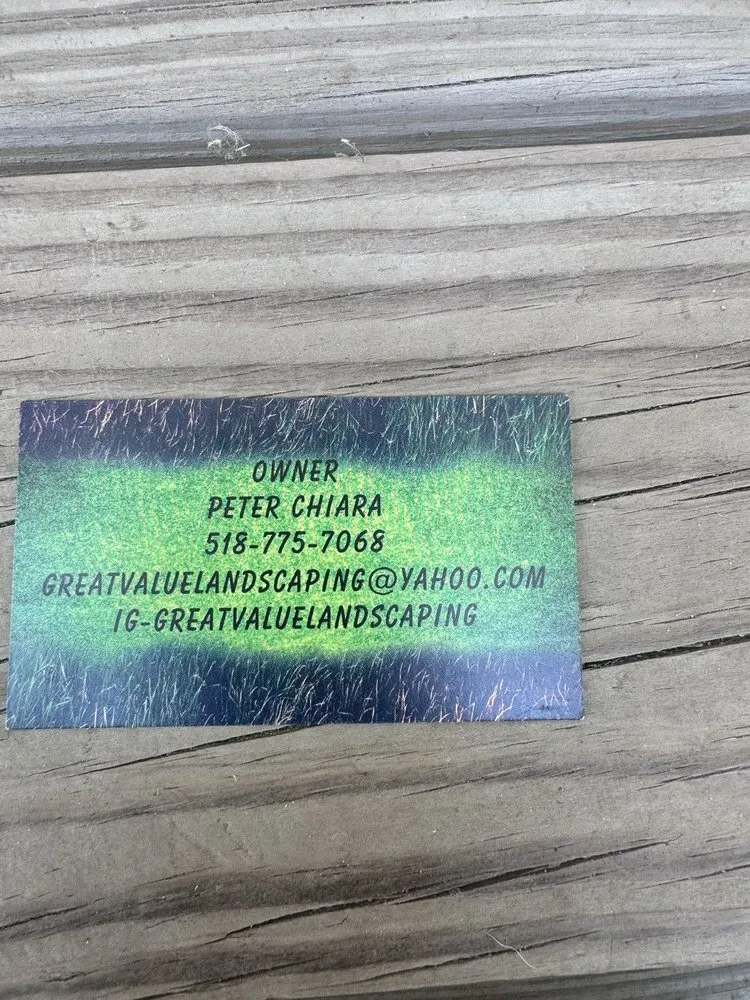 OWNER
PETER CHIARA
518-775-7068
GREATVALUELANDSCAPING@YAHOO.COM
IG-GREATVALUELANDSCAPING